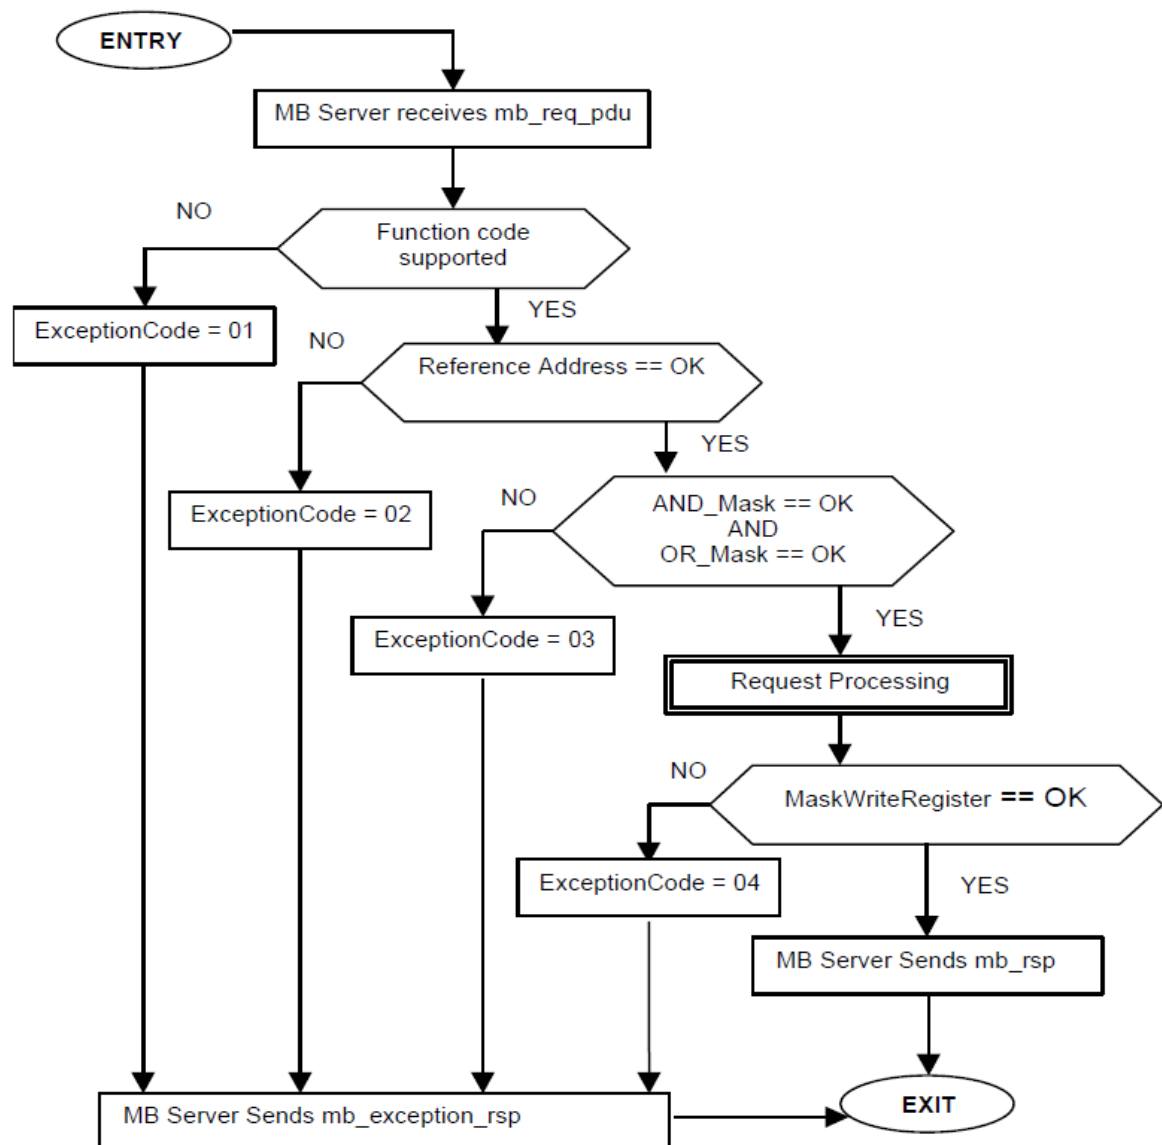 ENTRY
MB Server receives mb_req_pdu
NO
Function code
supported
YES
ExceptionCode = 01
NO
Reference Address == OK
YES
ExceptionCode = 02
NO
AND_Mask == OK
AND
OR_Mask == OK
YES
ExceptionCode = 03
Request Processing
NO
MaskWriteRegister == OK
ExceptionCode = 04
YES
MB Server Sends mb_rsp
MB Server Sends mb_exception_rsp
EXIT